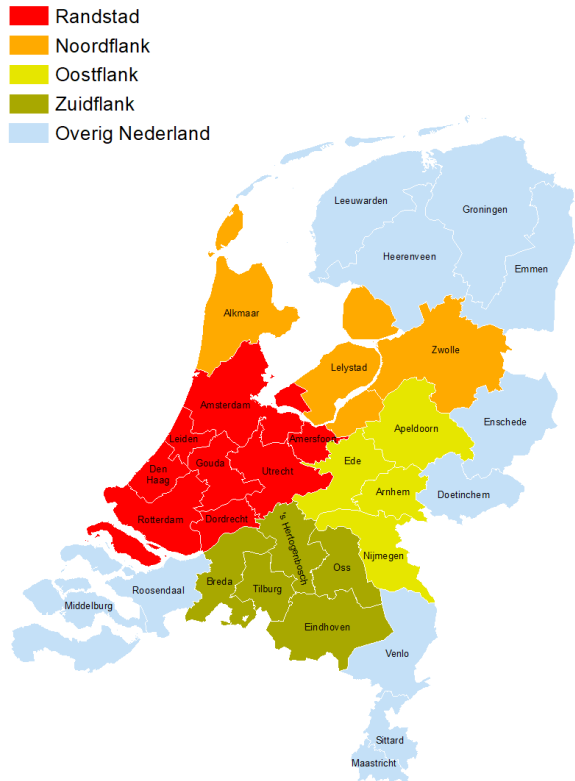 Randstad
Noordflank
Oostflank
Zuidflank
Overig Nederland
Leeuwarden
Groningen
Heerenveen
Emmen
Alkmaar
Zwolle
Lelystad
Amsterdam
Apeldoorn
Enschede
Leiden
Amersfoort
Gouda
Ede
Den
Haag
Utrecht
Arnhem
Doetinchem
Rotterdam
Dordrecht
's Hertogenbosch
Nijmegen
Oss
Breda
Roosendaal
Tilburg
Middelburg
Eindhoven
Venlo
Sittard
Maastricht